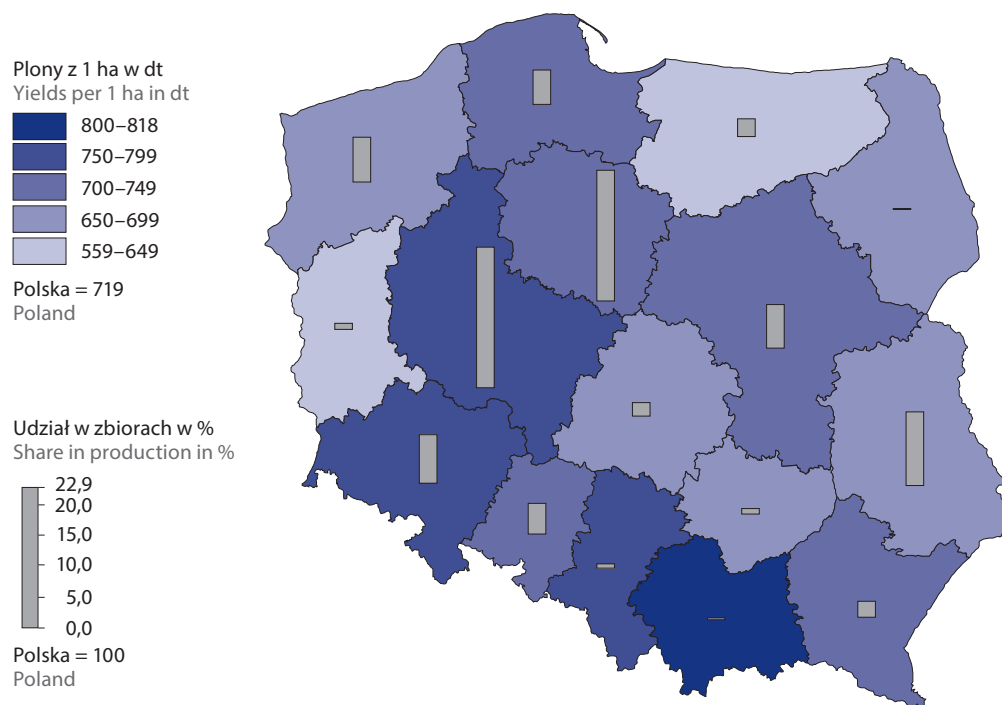 Plony z 1 ha w dt
Yields per 1 ha in dt
800–818
750–799
700–749
650–699
559–649
Polska = 719
Poland
Udział w zbiorach w %
Share in production in %
22,9
20,0
15,0
10,0
5,0
0,0
Polska = 100
Poland